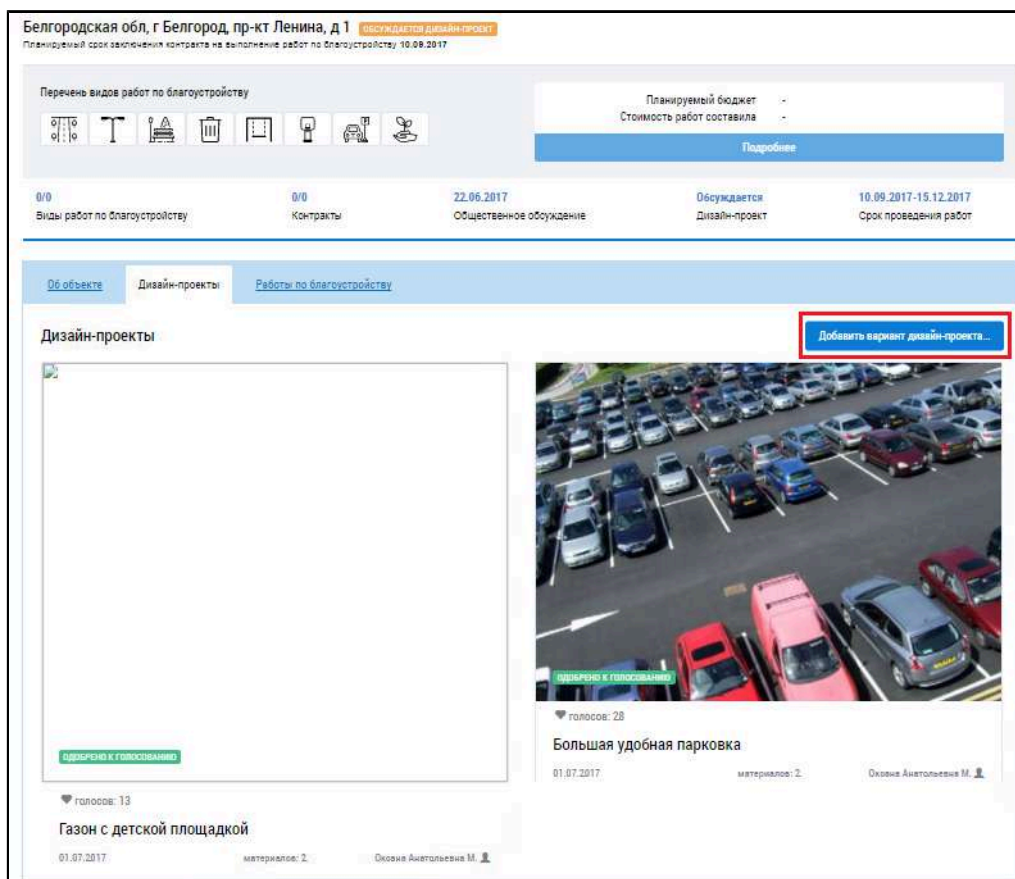 Белгородская обл, г Белгород, пр-кт Ленина, д 1 ОБСУЖДАЕТСЯ ДИЗАЙН-ПРОЕКТ
Планируемый срок заключения контракта на выполнение работ по благоустройству 10.09.2017
Перечень видов работ по благоустройству
Планируемый бюджет -
Стоимость работ составила -
Подробнее
0/0 0/0 22.06.2017 Обсуждается 10.09.2017-15.12.2017
Виды работ по благоустройству Контракты Общественное обсуждение Дизайн-проект Срок проведения работ
Об объекте Дизайн-проекты Работы по благоустройству
Дизайн-проекты Добавить вариант дизайн-проекта...
ОДОБРЕНО К ГОЛОСОВАНИЮ
голосов: 13
Газон с детской площадкой
01.07.2017 материалов: 2 Оковна Анатольевна М.
ОДОБРЕНО К ГОЛОСОВАНИЮ
голосов: 28
Большая удобная парковка
01.07.2017 материалов: 2 Оковна Анатольевна М.